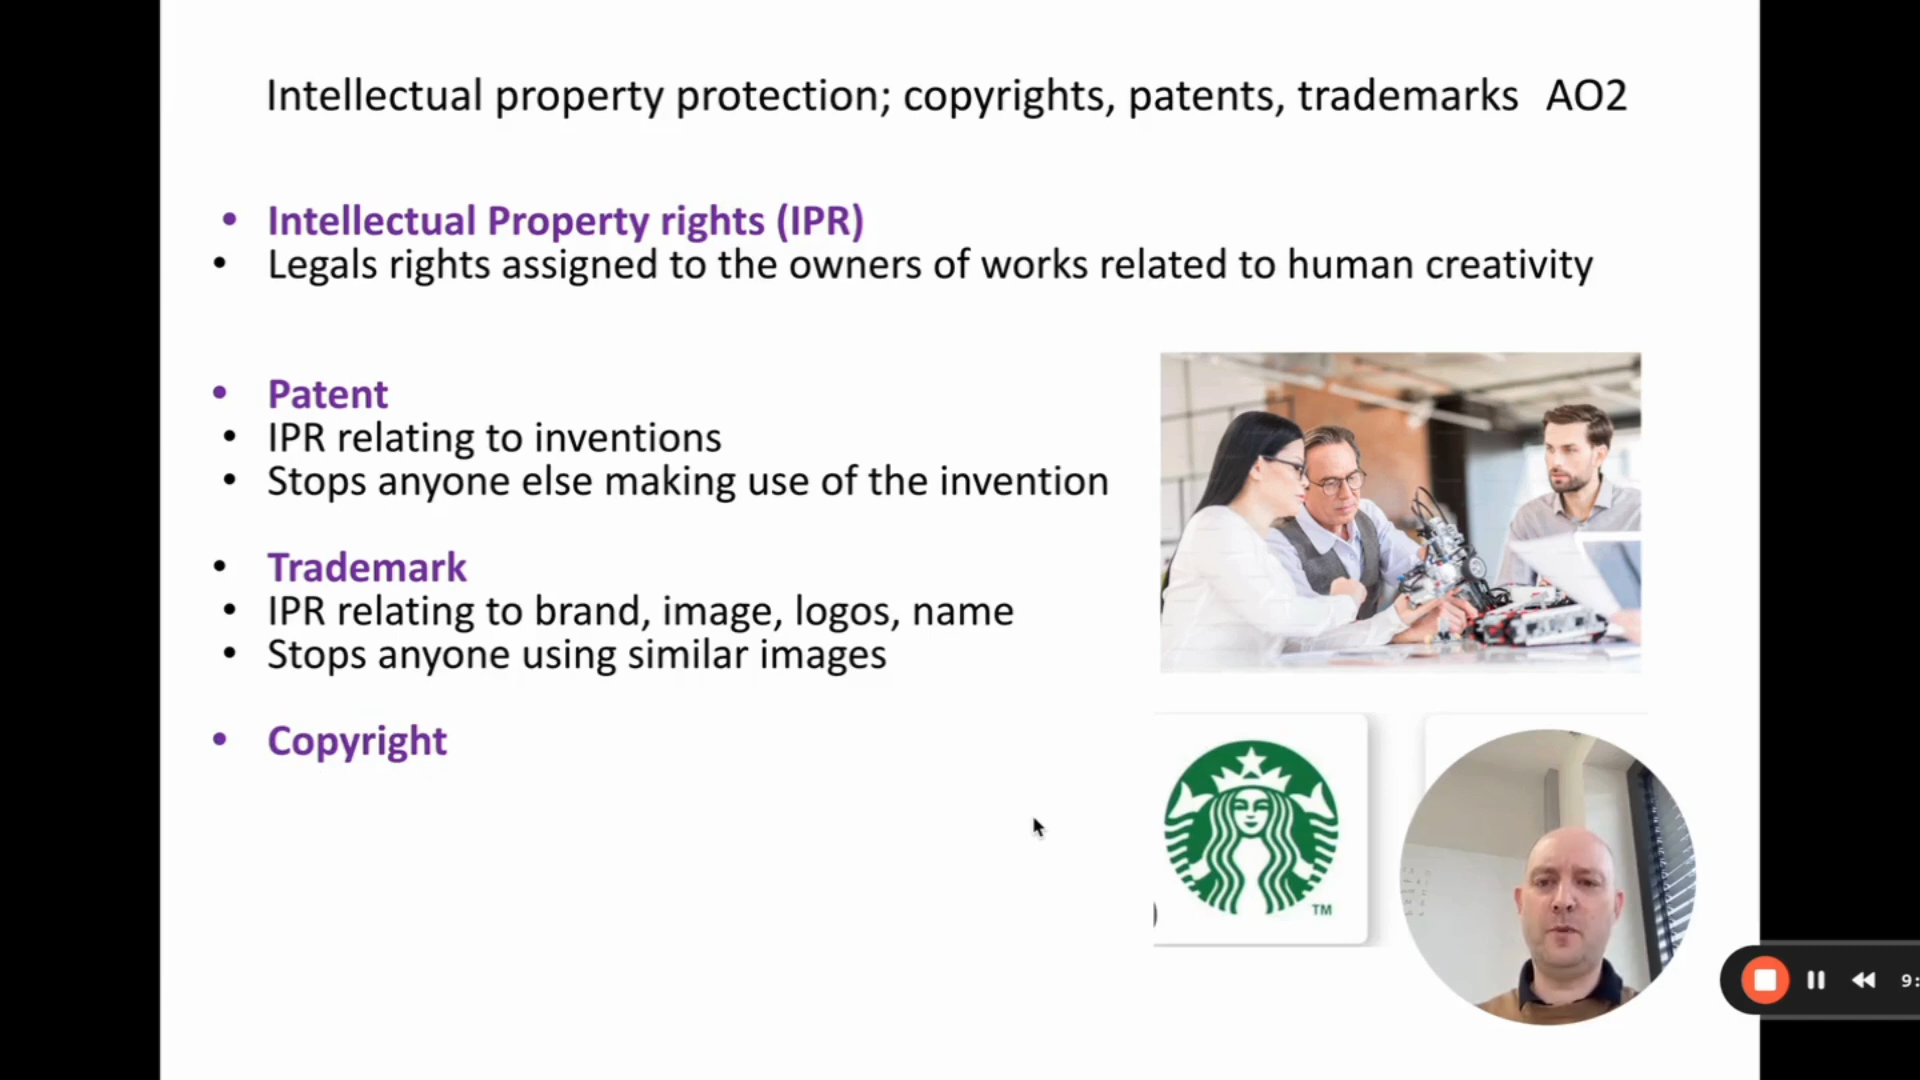 Intellectual property protection; copyrights, patents, trademarks AO2
• Intellectual Property rights (IPR)
• Legals rights assigned to the owners of works related to human creativity
• Patent
• IPR relating to inventions
• Stops anyone else making use of the invention
• Trademark
• IPR relating to brand, image, logos, name
• Stops anyone using similar images
• Copyright
TM
9: